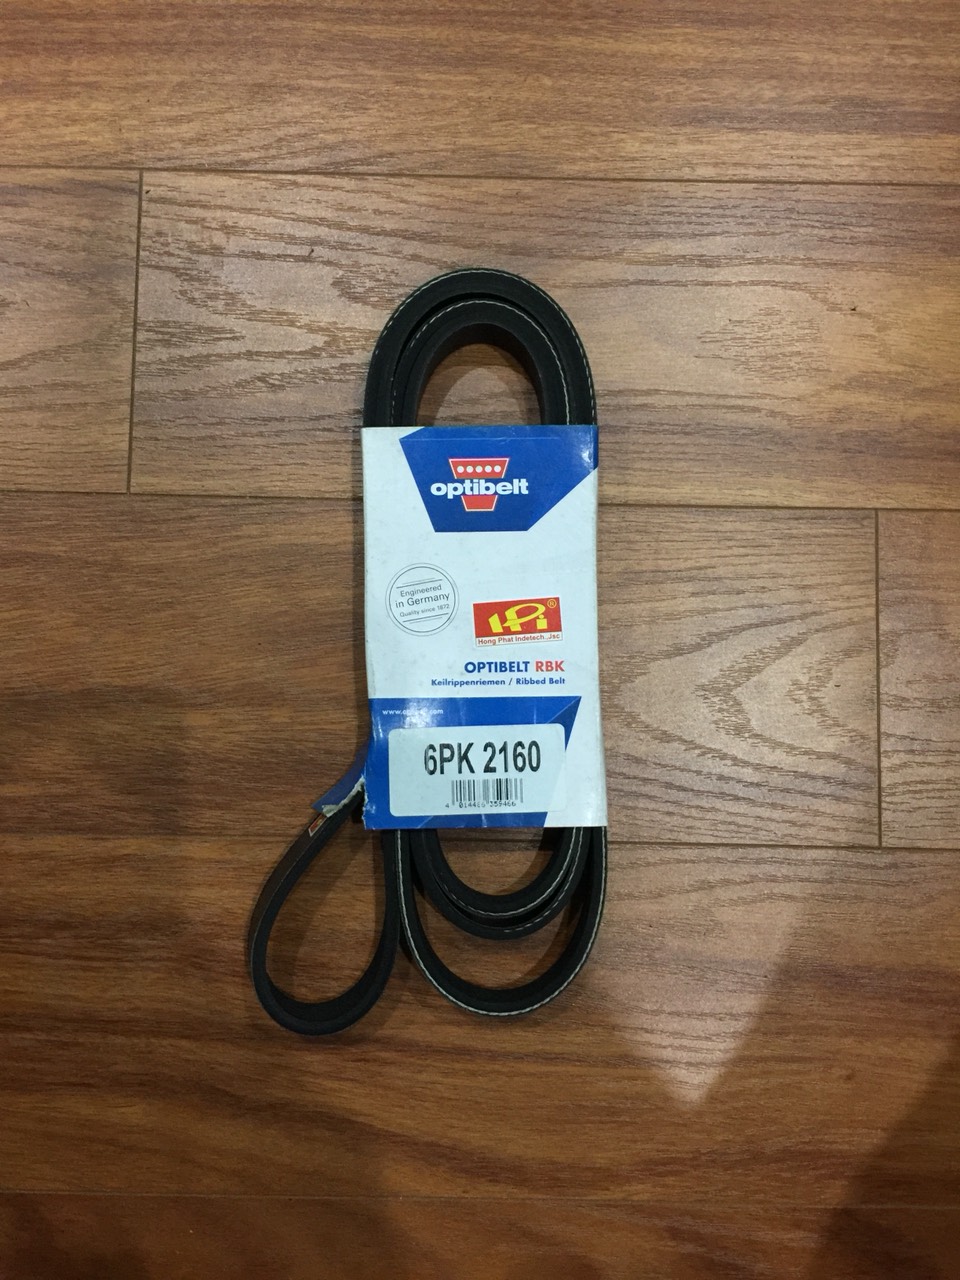 optibelt
Engineered
in Germany
Quality since 1872
HPi®
Hong Phat Indetech.,Jsc
OPTIBELT RBK
Keilrippenriemen / Ribbed Belt
6PK 2160